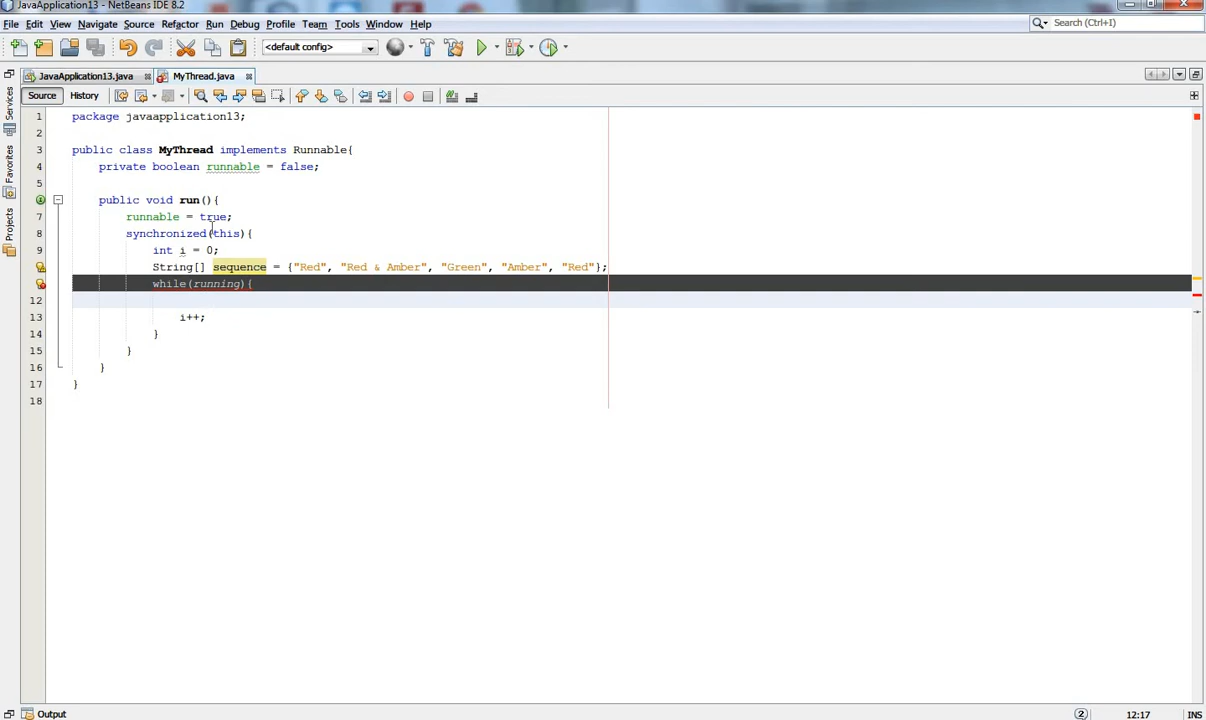 JavaApplication13 - NetBeans IDE 8.2
File Edit View Navigate Source Refactor Run Debug Profile Team Tools Window Help
Search (Ctrl+I)
<default config>
JavaApplication13.java
MyThread.java
Source History
Services
Favorites
Projects
1 package javaapplication13;
2
3 public class MyThread implements Runnable{
4 private boolean runnable = false;
5
6 public void run(){
7 runnable = true;
8 synchronized(this){
9 int i = 0;
String[] sequence = {"Red", "Red & Amber", "Green", "Amber", "Red"};
while(running){
12
13 i++;
14 }
15 }
16 }
17 }
18
Output
2
12:17
INS